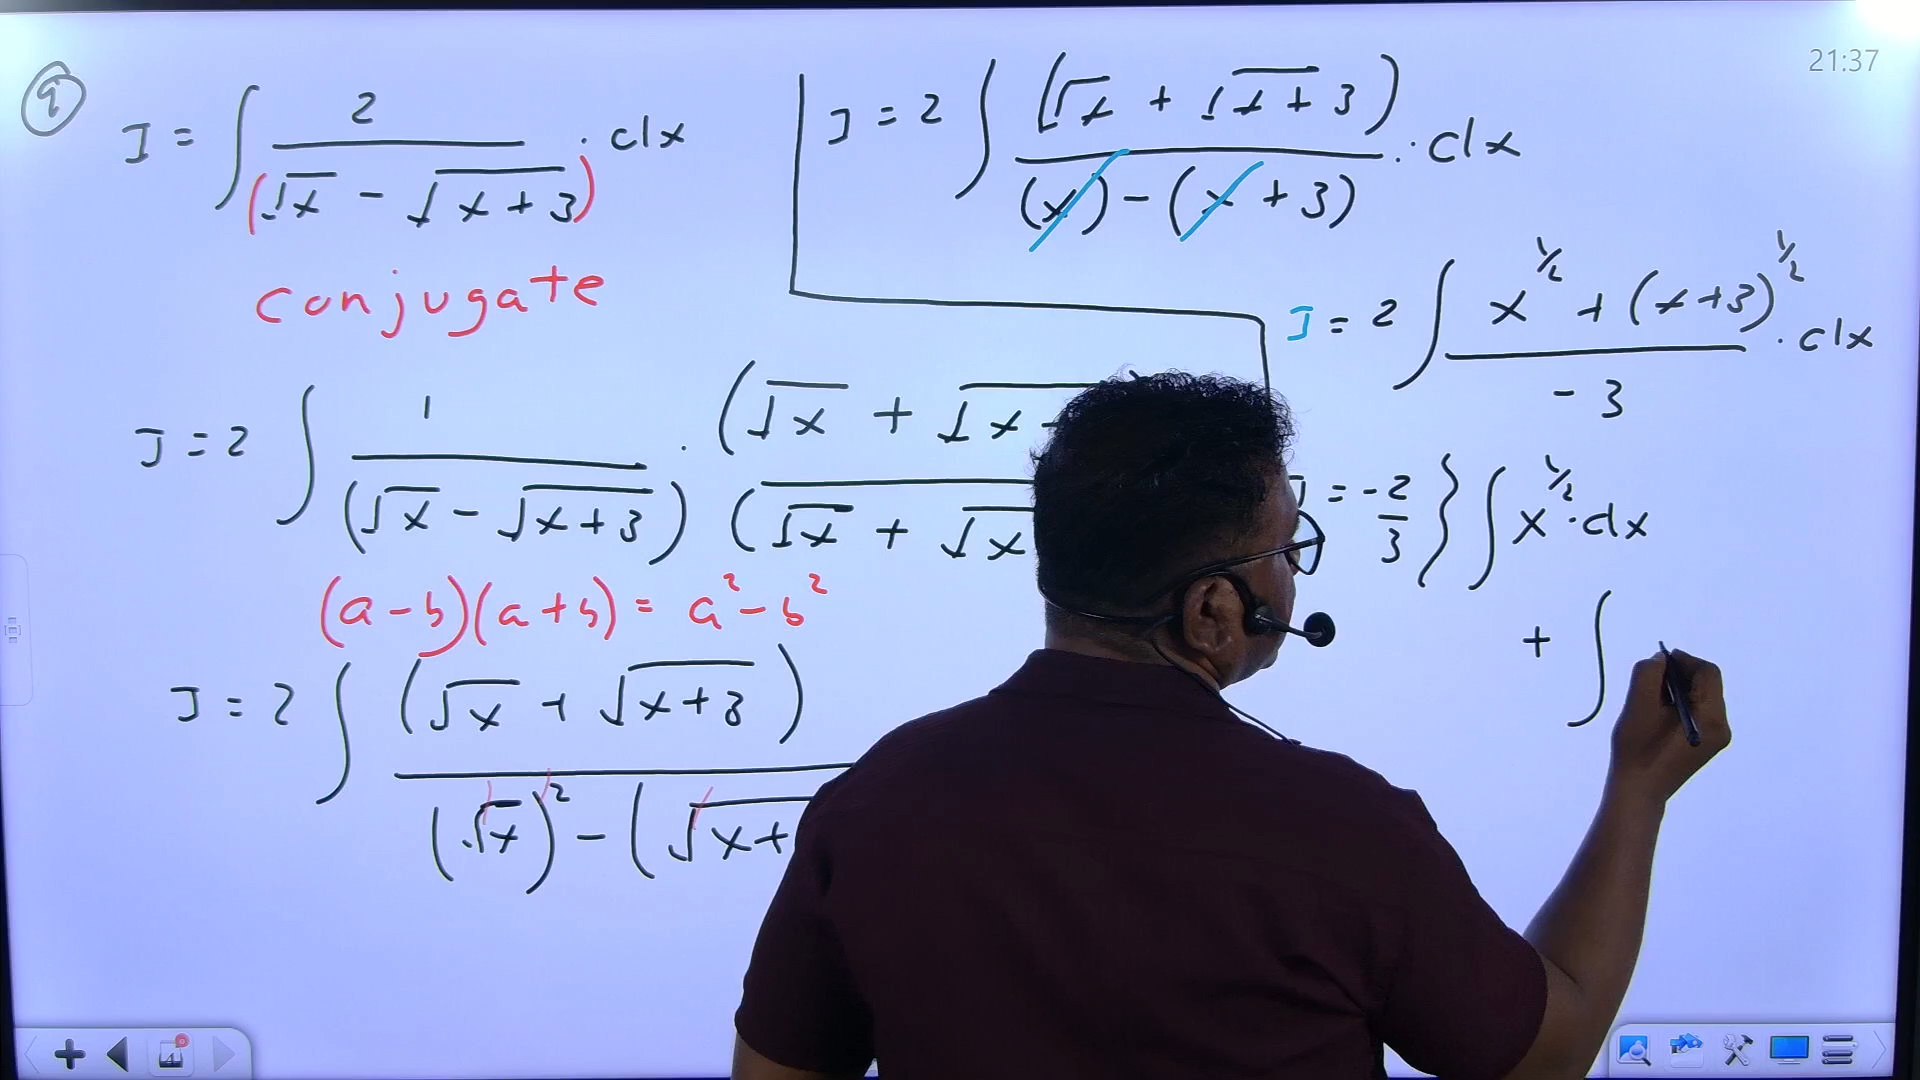 21:37
9
I = ∫ 2 / (√x - √x+3) . dx
conjugate
I = 2 ∫ 1 / (√x - √x+3) . (√x + √x / (√x + √x
(a-b)(a+b) = a² - b²
I = 2 ∫ (√x + √x+3) / (√x)² - (√x+
I = 2 ∫ (√x + √x+3) / (x) - (x+3) . dx
I = 2 ∫ x^1/2 + (x+3)^1/2 / -3 . dx
I = -2/3 } ∫ x^1/2 . dx
+ ∫